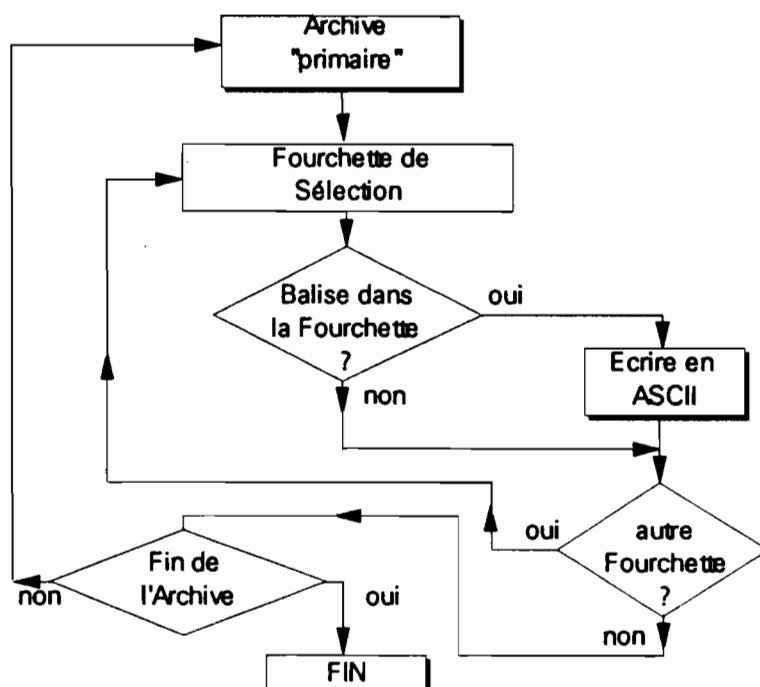 Archive
"primaire"
Fourchette de
Sélection
Balise dans
la Fourchette
?
oui
non
Ecrire en
ASCII
autre
Fourchette
?
oui
non
Fin de
l'Archive
non
oui
FIN